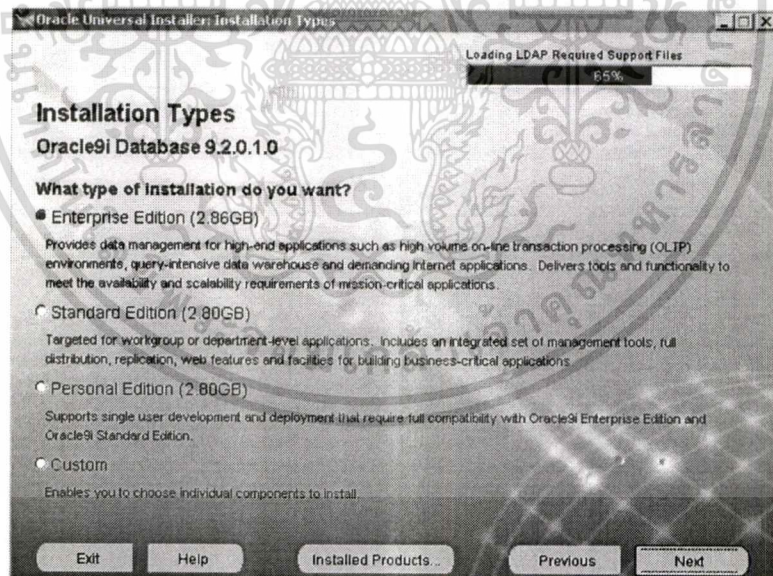 Oracle Universal Installer: Installation Types
Loading LDAP Required Support Files
65%
Installation Types
Oracle9i Database 9.2.0.1.0
What type of installation do you want?
Enterprise Edition (2.86GB)
Provides data management for high-end applications such as high volume on-line transaction processing (OLTP)
environments, query-intensive data warehouse and demanding Internet applications. Delivers tools and functionality to
meet the availability and scalability requirements of mission-critical applications.
Standard Edition (2.80GB)
Targeted for workgroup or department-level applications. Includes an integrated set of management tools, full
distribution, replication, web features and facilities for building business-critical applications.
Personal Edition (2.80GB)
Supports single user development and deployment that require full compatibility with Oracle9i Enterprise Edition and
Oracle9i Standard Edition.
Custom
Enables you to choose individual components to install.
Exit
Help
Installed Products...
Previous
Next